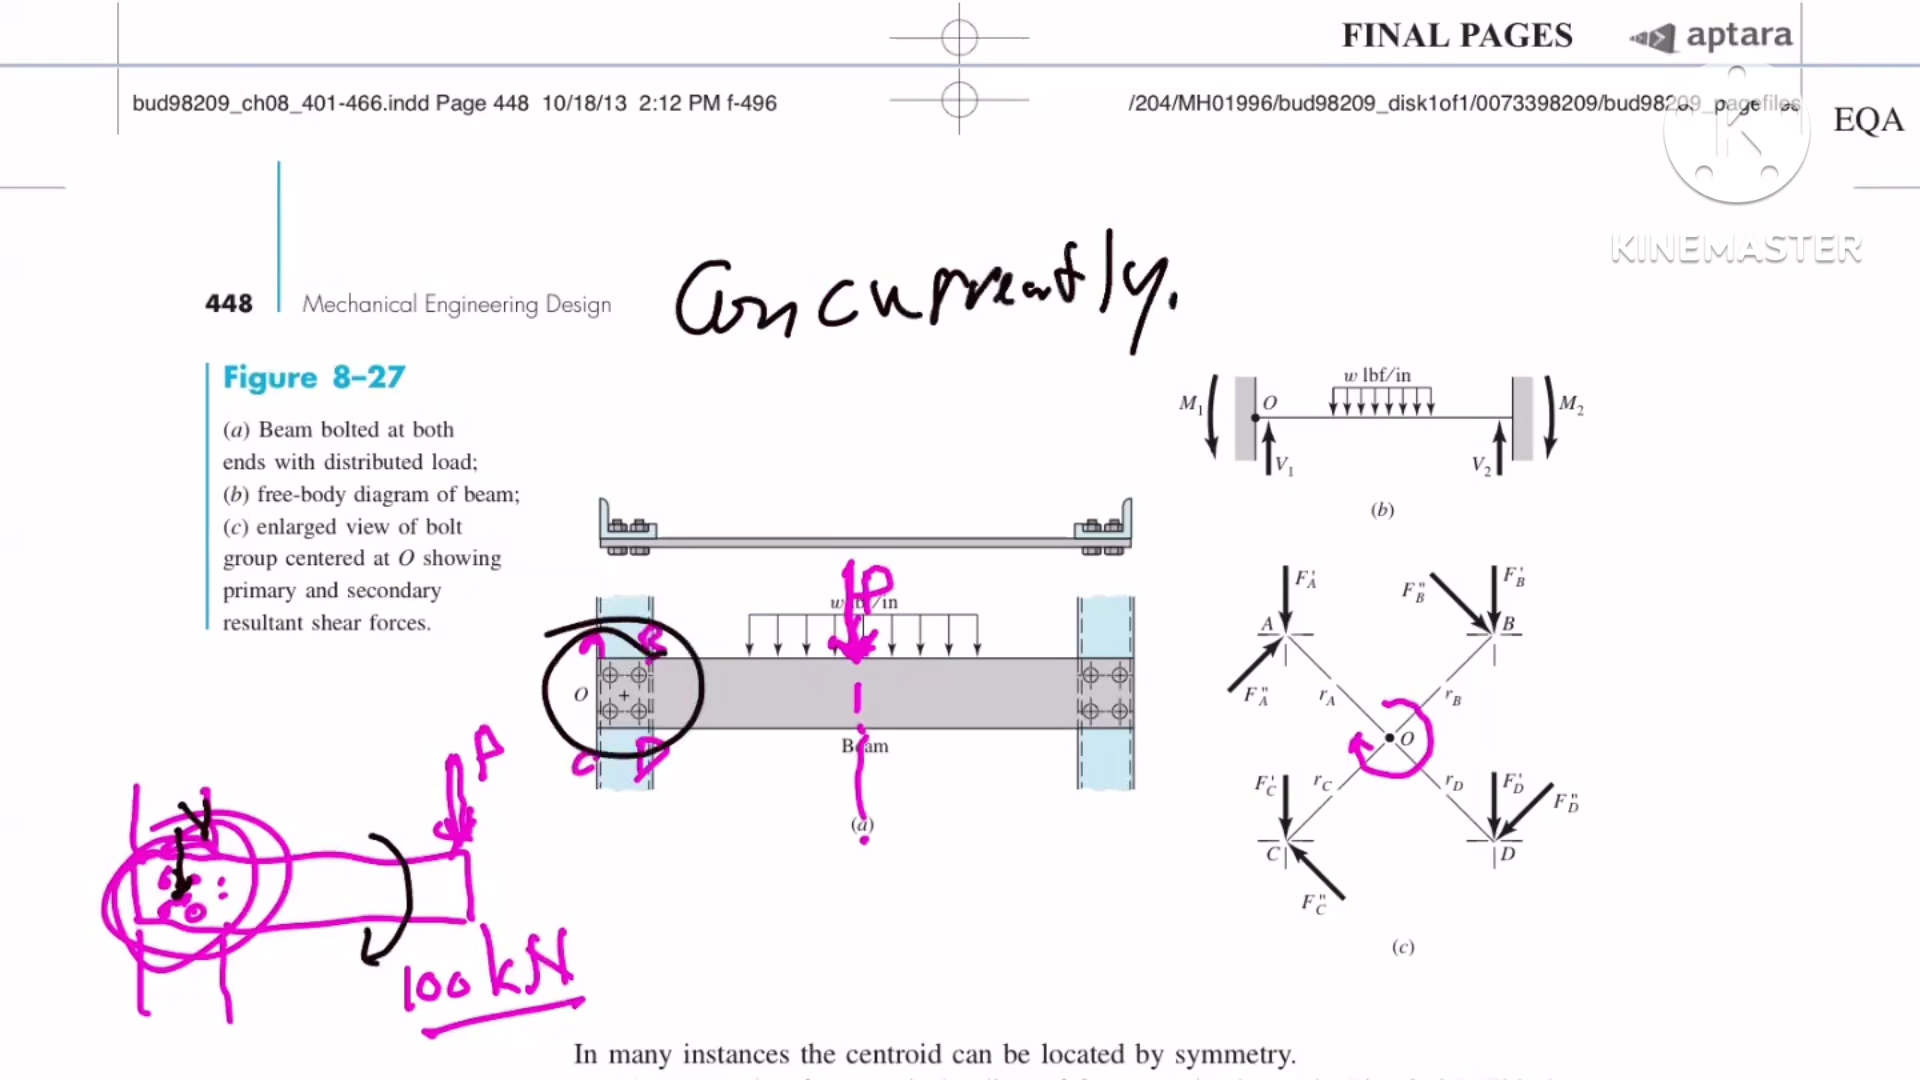 FINAL PAGES aptara
bud98209_ch08_401-466.indd Page 448 10/18/13 2:12 PM f-496
/204/MH01996/bud98209_disk1of1/0073398209/bud98209_pagefiles
EQA
K
KINEMASTER
448 Mechanical Engineering Design
Concurrently.
Figure 8–27
(a) Beam bolted at both
ends with distributed load;
(b) free-body diagram of beam;
(c) enlarged view of bolt
group centered at O showing
primary and secondary
resultant shear forces.
w lbf/in
M1 O M2
V1 V2
(b)
P
w lbf/in
B
O
C D
Beam
(a)
F'A F"B F'B
A B
F"A rA rB
O
F'C rC rD F'D F"D
C D
F"C
(c)
P
100 kN
In many instances the centroid can be located by symmetry.